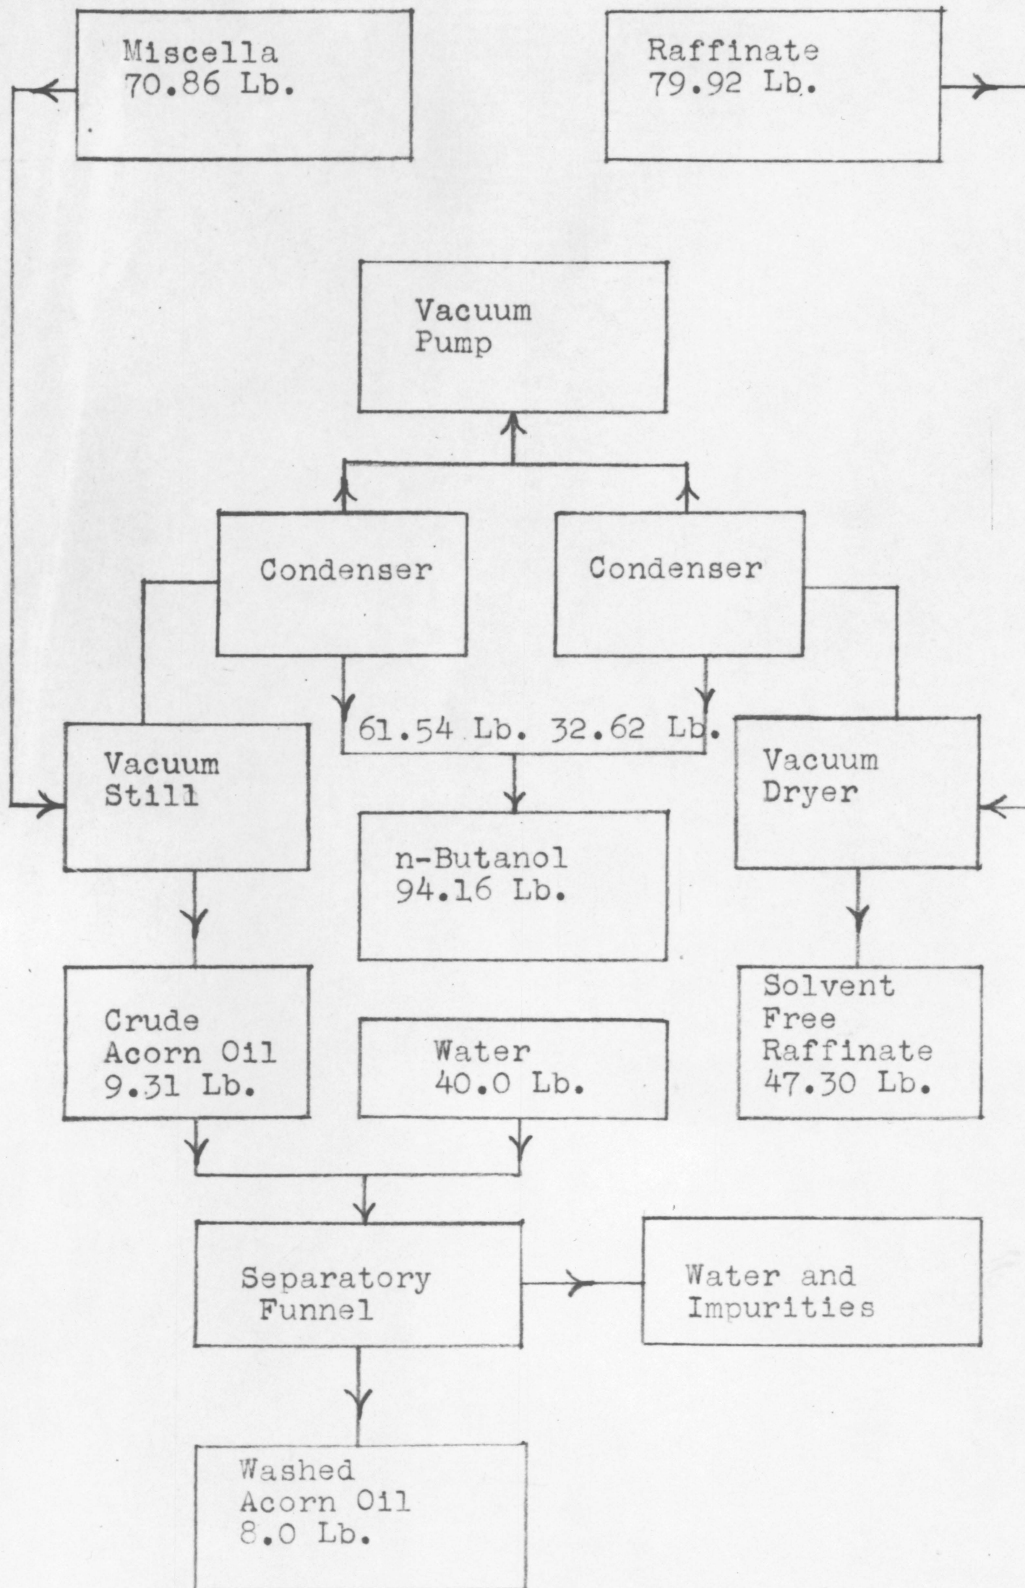 Miscella
70.86 Lb.
Raffinate
79.92 Lb.
Vacuum
Pump
Condenser
Condenser
61.54 Lb. 32.62 Lb.
Vacuum
Still
Vacuum
Dryer
n-Butanol
94.16 Lb.
Crude
Acorn Oil
9.31 Lb.
Water
40.0 Lb.
Solvent
Free
Raffinate
47.30 Lb.
Separatory
Funnel
Water and
Impurities
Washed
Acorn Oil
8.0 Lb.